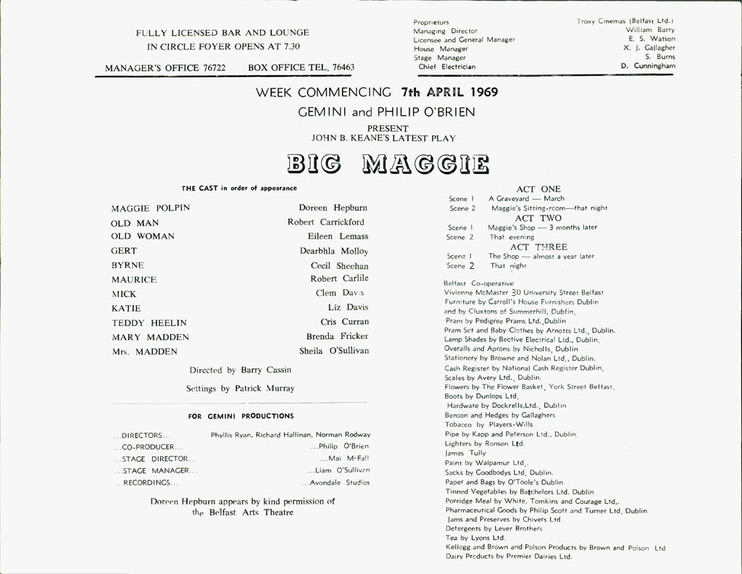 FULLY LICENSED BAR AND LOUNGE
IN CIRCLE FOYER OPENS AT 7.30
MANAGER'S OFFICE 76722 BOX OFFICE TEL, 76463
Proprietors Troxy Cinemas (Belfast Ltd.)
Managing Director William Barry
Licensee and General Manager E. S. Watson
House Manager X. J. Gallagher
Stage Manager S. Burns
Chief Electrician D. Cunningham
WEEK COMMENCING 7th APRIL 1969
GEMINI and PHILIP O'BRIEN
PRESENT
JOHN B. KEANE'S LATEST PLAY
BIG MAGGIE
THE CAST in order of appearance
MAGGIE POLPIN Doreen Hepburn
OLD MAN Robert Carrickford
OLD WOMAN Eileen Lemass
GERT Dearbhla Molloy
BYRNE Cecil Sheehan
MAURICE Robert Carlile
MICK Clem Davis
KATIE Liz Davis
TEDDY HEELIN Cris Curran
MARY MADDEN Brenda Fricker
Mrs. MADDEN Sheila O'Sullivan
Directed by Barry Cassin
Settings by Patrick Murray
FOR GEMINI PRODUCTIONS
...DIRECTORS... Phyllis Ryan, Richard Hallinan, Norman Rodway
...CO-PRODUCER... ...Philip O'Brien
...STAGE DIRECTOR... ...Mai McFall
...STAGE MANAGER... ...Liam O'Sullivan
...RECORDINGS... ...Avondale Studios
Doreen Hepburn appears by kind permission of
the Belfast Arts Theatre
ACT ONE
Scene 1 A Graveyard — March
Scene 2 Maggie's Sitting-room—that night
ACT TWO
Scene 1 Maggie's Shop — 3 months later
Scene 2 That evening
ACT THREE
Scene 1 The Shop — almost a year later
Scene 2 That night
Belfast Co-operative
Vivienne McMaster 30 University Street Belfast
Furniture by Carroll's House Furnishers Dublin
and by Cluxtons of Summerhill, Dublin.
Pram by Pedigree Prams Ltd., Dublin
Pram Set and Baby Clothes by Arnotts Ltd., Dublin.
Lamp Shades by Bective Electrical Ltd., Dublin.
Overalls and Aprons by Nicholls, Dublin
Stationery by Browne and Nolan Ltd., Dublin.
Cash Register by National Cash Register Dublin,
Scales by Avery Ltd., Dublin.
Flowers by The Flower Basket, York Street Belfast.
Boots by Dunlops Ltd,
Hardware by Dockrells,Ltd., Dublin
Benson and Hedges by Gallaghers
Tobacco by Players-Wills
Pipe by Kapp and Peterson Ltd., Dublin.
Lighters by Ronson Ltd.
James Tully
Paint by Walpamur Ltd,.
Sacks by Goodbodys Ltd, Dublin.
Paper and Bags by O'Toole's Dublin
Tinned Vegetables by Batchelors Ltd. Dublin
Porridge Meal by White, Tomkins and Courage Ltd,.
Pharmaceutical Goods by Philip Scott and Turner Ltd, Dublin
Jams and Preserves by Chivers Ltd
Detergents by Lever Brothers
Tea by Lyons Ltd.
Kellogg and Brown and Polson Products by Brown and Polson Ltd
Dairy Products by Premier Dairies Ltd.